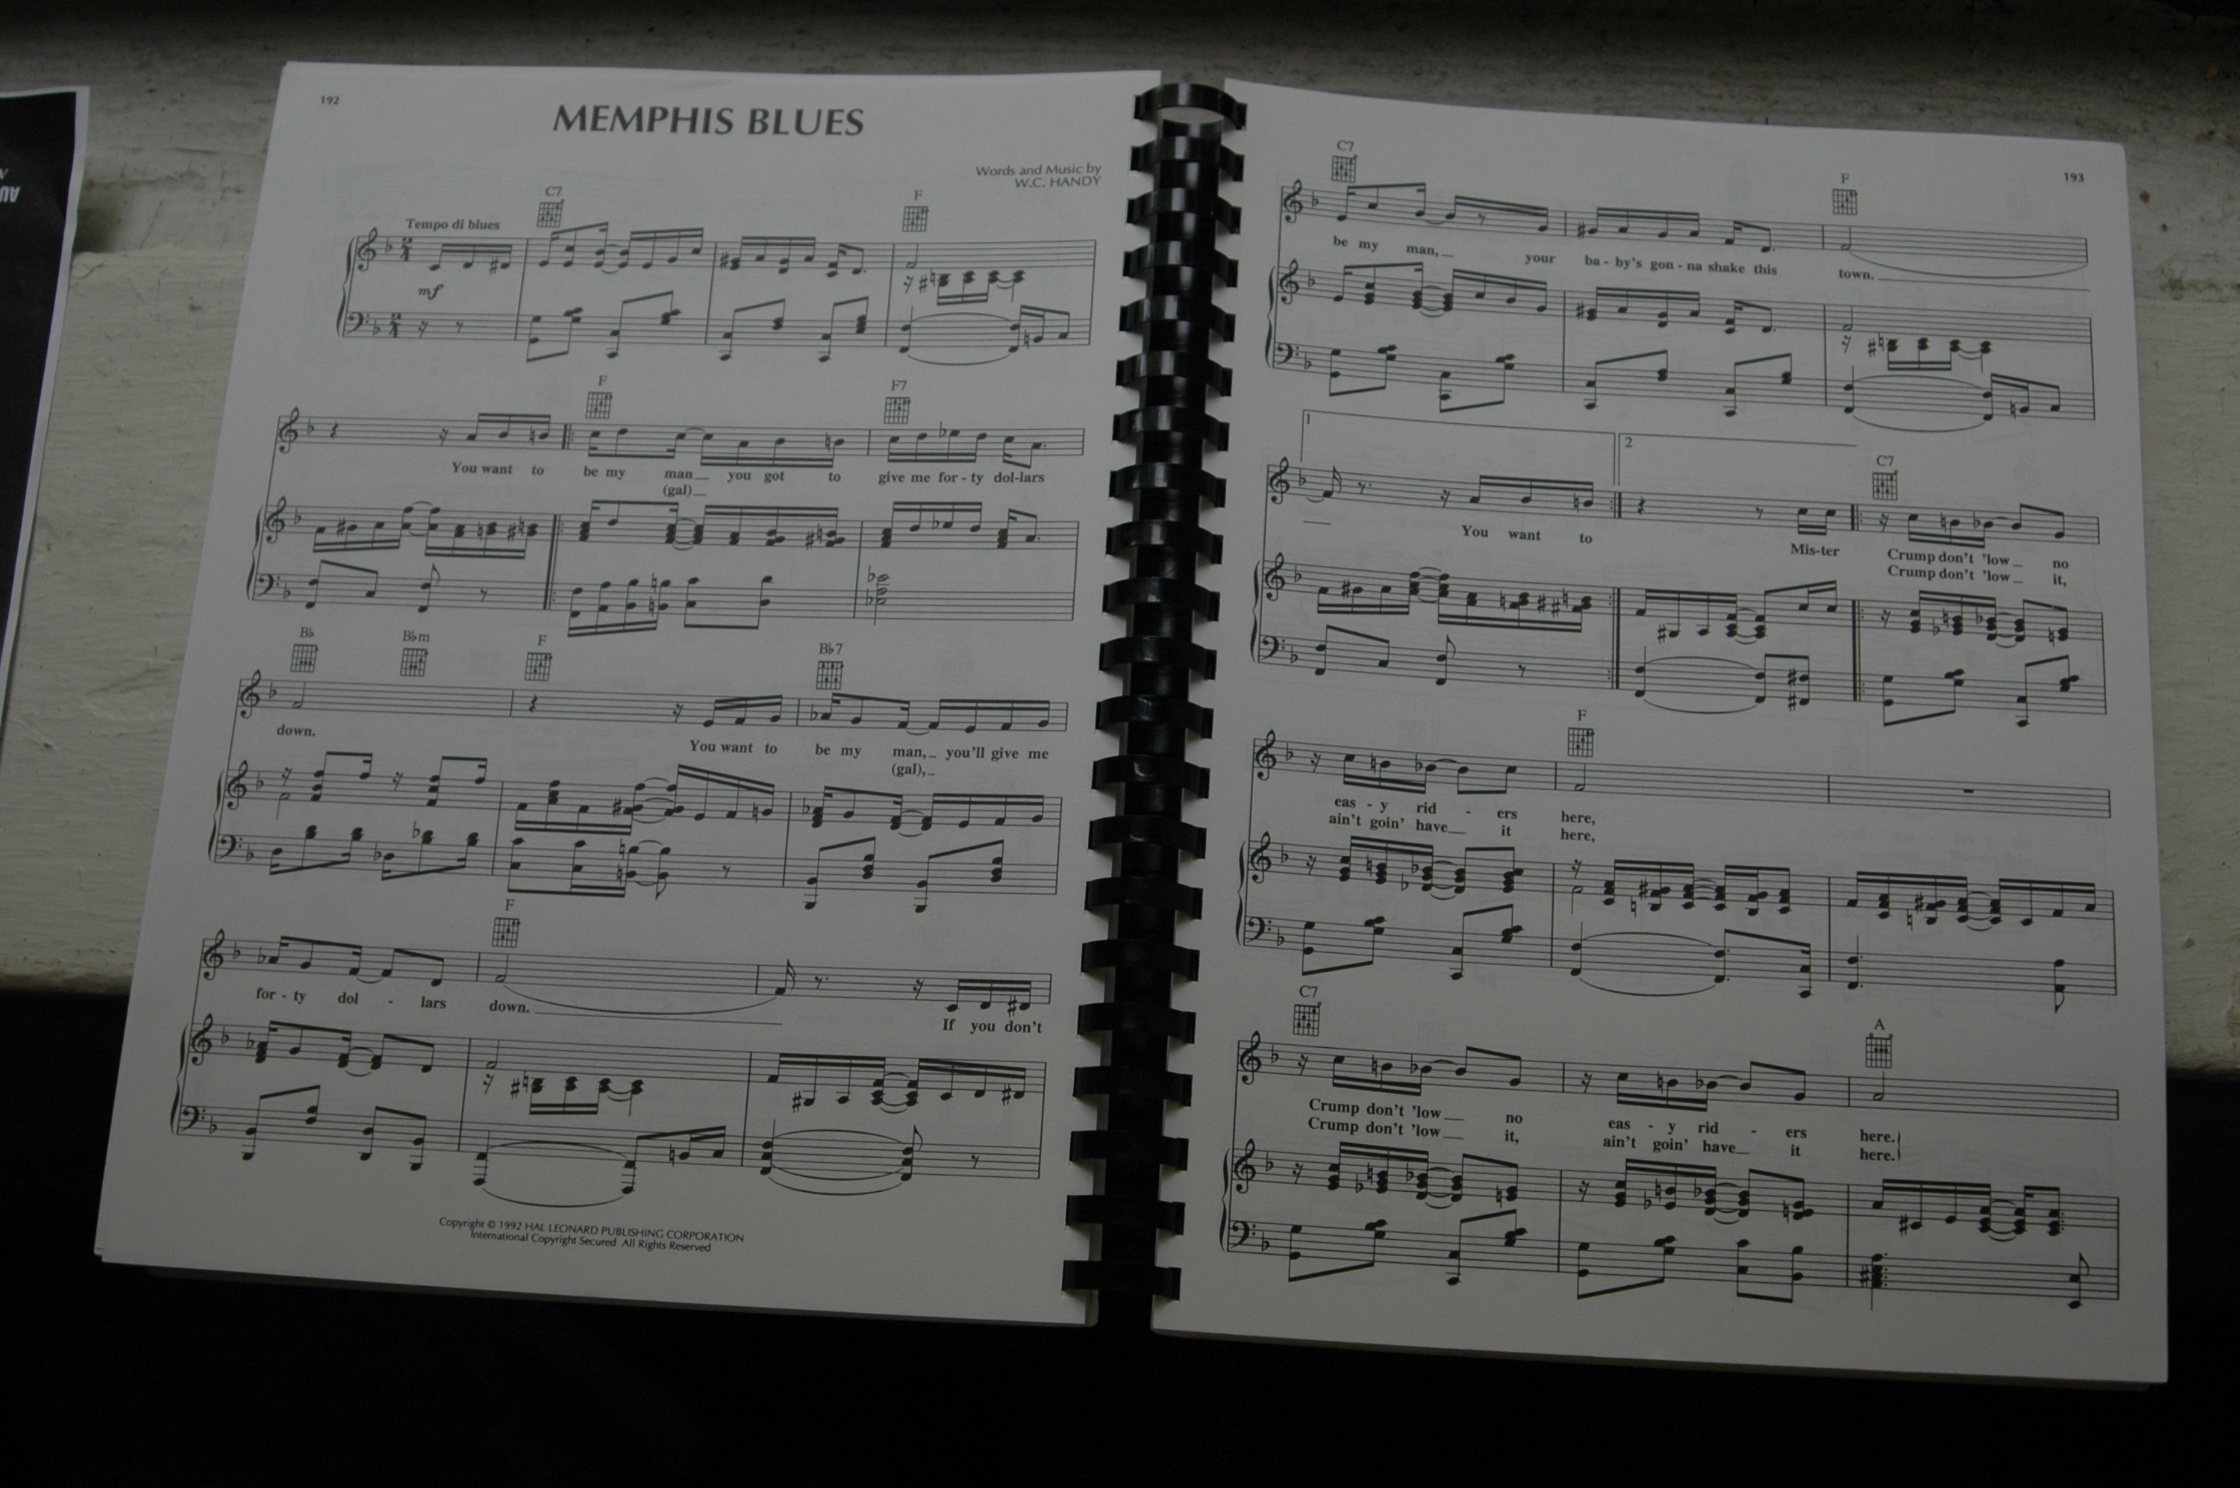 192
MEMPHIS BLUES
Words and Music by
W.C. HANDY
C7
F
Tempo di blues
mf
F
F7
You want to be my man you got to give me for - ty dol-lars
(gal)
B♭ B♭m F B♭7
down. You want to be my man, you'll give me
(gal),
F
for - ty dol - lars down. If you don't
Copyright © 1992 HAL LEONARD PUBLISHING CORPORATION
International Copyright Secured All Rights Reserved
193
C7
F
be my man, your ba - by's gon - na shake this town.
1
2
C7
You want to Mis-ter Crump don't 'low no
Crump don't 'low it,
F
eas - y rid - ers here,
ain't goin' have it here,
C7
A
Crump don't 'low no eas - y rid - ers here.
Crump don't 'low it, ain't goin' have it here.